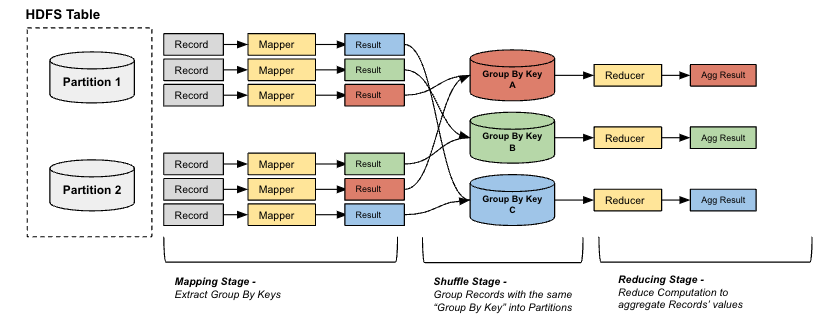 HDFS Table
Partition 1
Record Mapper Result
Record Mapper Result
Record Mapper Result
Partition 2
Record Mapper Result
Record Mapper Result
Record Mapper Result
Group By Key
A
Reducer Agg Result
Group By Key
B
Reducer Agg Result
Group By Key
C
Reducer Agg Result
Mapping Stage -
Extract Group By Keys
Shuffle Stage -
Group Records with the same
“Group By Key” into Partitions
Reducing Stage -
Reduce Computation to
aggregate Records’ values